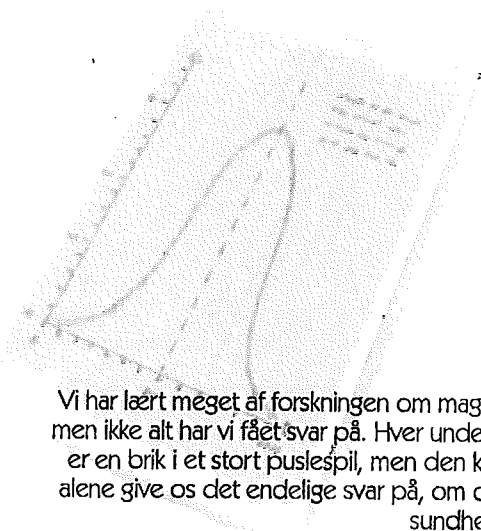 Vi har lært meget af forskningen om mag
men ikke alt har vi fået svar på. Hver unde
er en brik i et stort puslespil, men den k
alene give os det endelige svar på, om d
sundhe